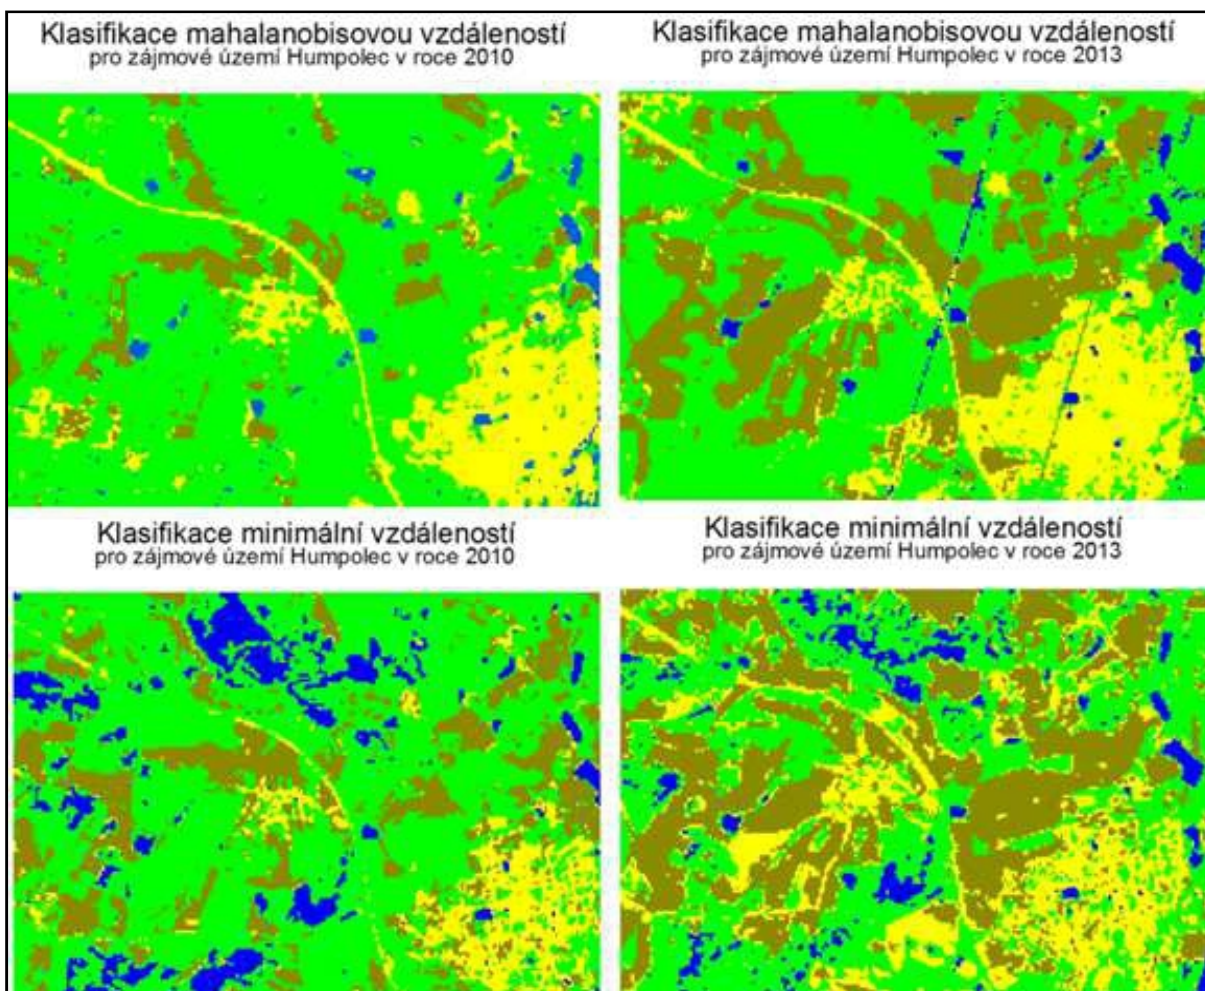 Klasifikace mahalanobisovou vzdáleností
pro zájmové území Humpolec v roce 2010
Klasifikace mahalanobisovou vzdáleností
pro zájmové území Humpolec v roce 2013
Klasifikace minimální vzdáleností
pro zájmové území Humpolec v roce 2010
Klasifikace minimální vzdáleností
pro zájmové území Humpolec v roce 2013